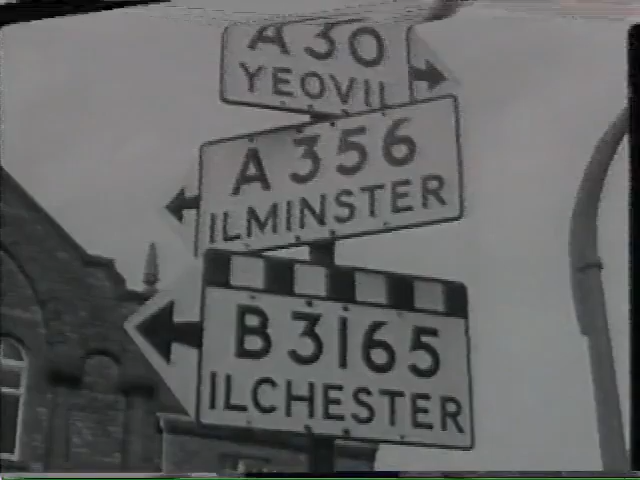 A 30
YEOVIL
A 356
ILMINSTER
B 3165
ILCHESTER